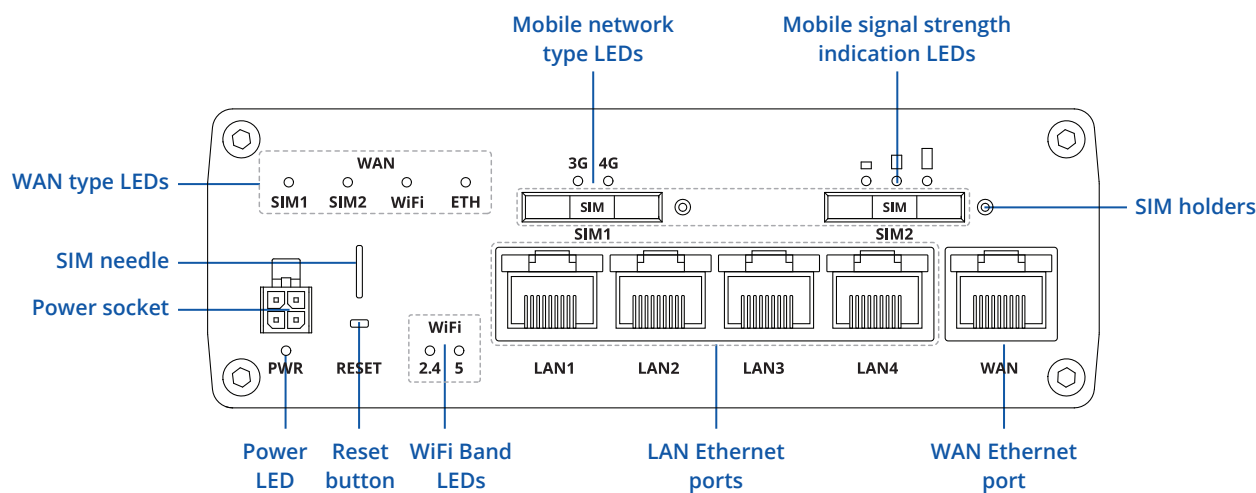 Mobile network
type LEDs
Mobile signal strength
indication LEDs
WAN type LEDs
WAN
SIM1 SIM2 WiFi ETH
3G 4G
SIM
SIM1
SIM
SIM2
SIM holders
SIM needle
Power socket
PWR
RESET
WiFi
2.4 5
LAN1 LAN2 LAN3 LAN4 WAN
Power
LED
Reset
button
WiFi Band
LEDs
LAN Ethernet
ports
WAN Ethernet
port